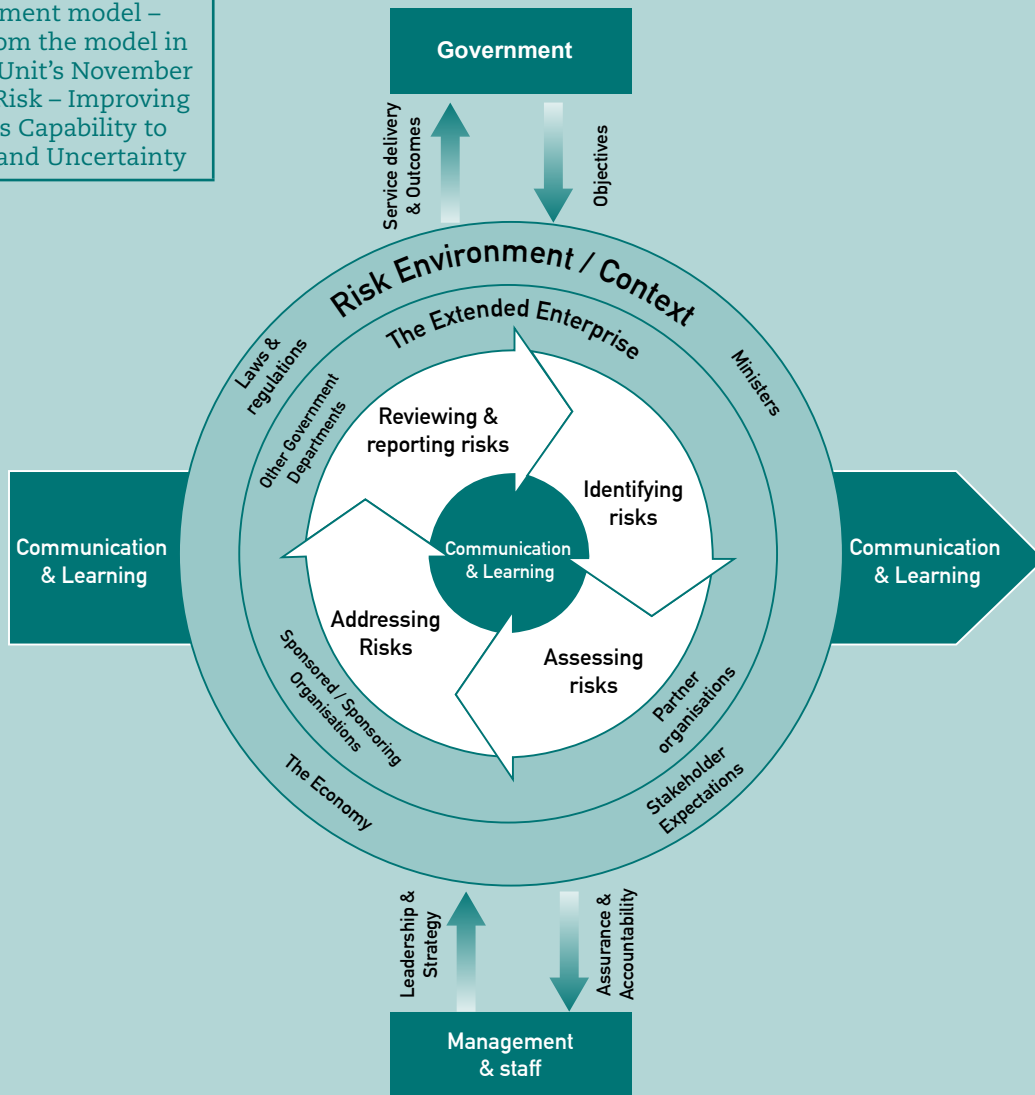 ment model –
om the model in
Unit's November
Risk – Improving
s Capability to
and Uncertainty
Government
Service delivery
& Outcomes
Objectives
Risk Environment / Context
The Extended Enterprise
Laws &
regulations
Ministers
Other Government
Departments
Reviewing &
reporting risks
Identifying
risks
Communication
& Learning
Communication
& Learning
Communication
& Learning
Addressing
Risks
Assessing
risks
Sponsored / Sponsoring
Organisations
Partner
organisations
The Economy
Stakeholder
Expectations
Leadership &
Strategy
Assurance &
Accountability
Management
& staff